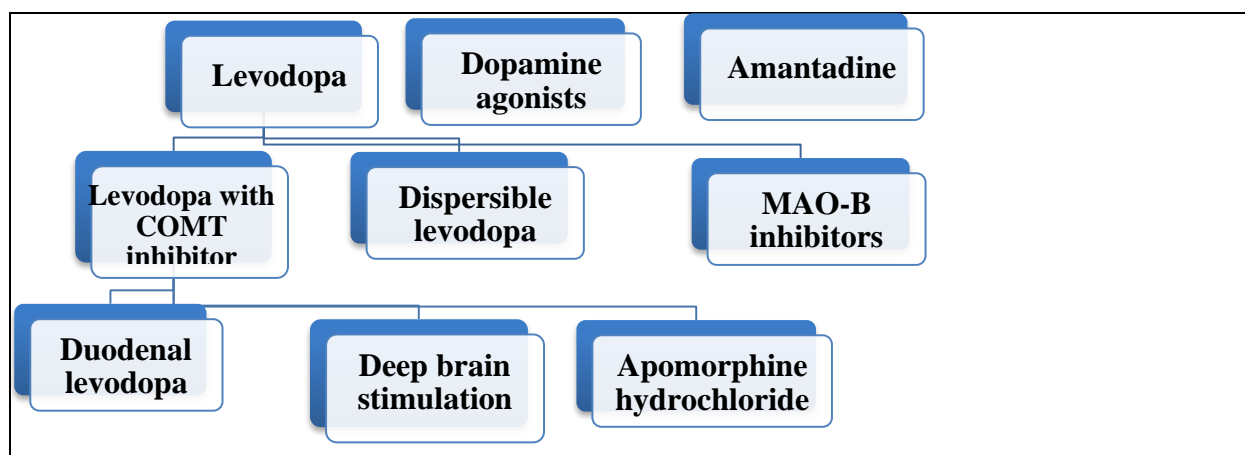 Levodopa
Dopamine
agonists
Amantadine
Levodopa with
COMT
inhibitor
Dispersible
levodopa
MAO-B
inhibitors
Duodenal
levodopa
Deep brain
stimulation
Apomorphine
hydrochloride